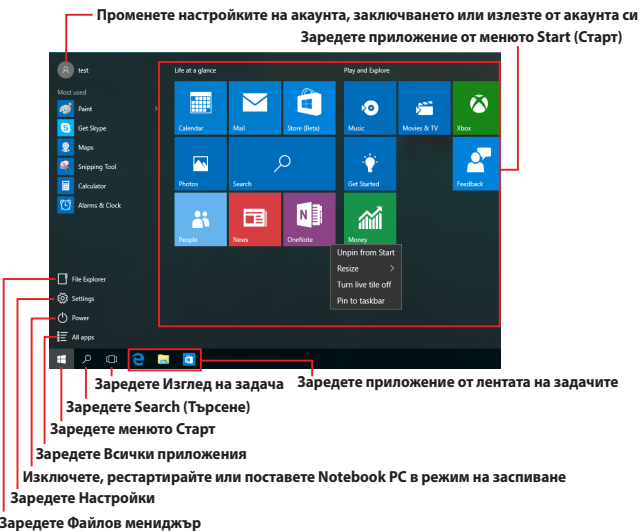 Променете настройките на акаунта, заключването или излезте от акаунта си
Заредете приложение от менюто Start (Старт)
test
Life at a glance
Play and Explore
Most used
Paint
Get Skype
Maps
Snipping Tool
Calculator
Alarms & Clock
Calendar
Mail
Store (Beta)
Music
Movies & TV
Xbox
Photos
Search
Get Started
Feedback
People
News
OneNote
Money
Unpin from Start
Resize
Turn live tile off
Pin to taskbar
File Explorer
Settings
Power
All apps
Заредете Изглед на задача
Заредете приложение от лентата на задачите
Заредете Search (Търсене)
Заредете менюто Старт
Заредете Всички приложения
Изключете, рестартирайте или поставете Notebook PC в режим на заспиване
Заредете Настройки
Заредете Файлов мениджър